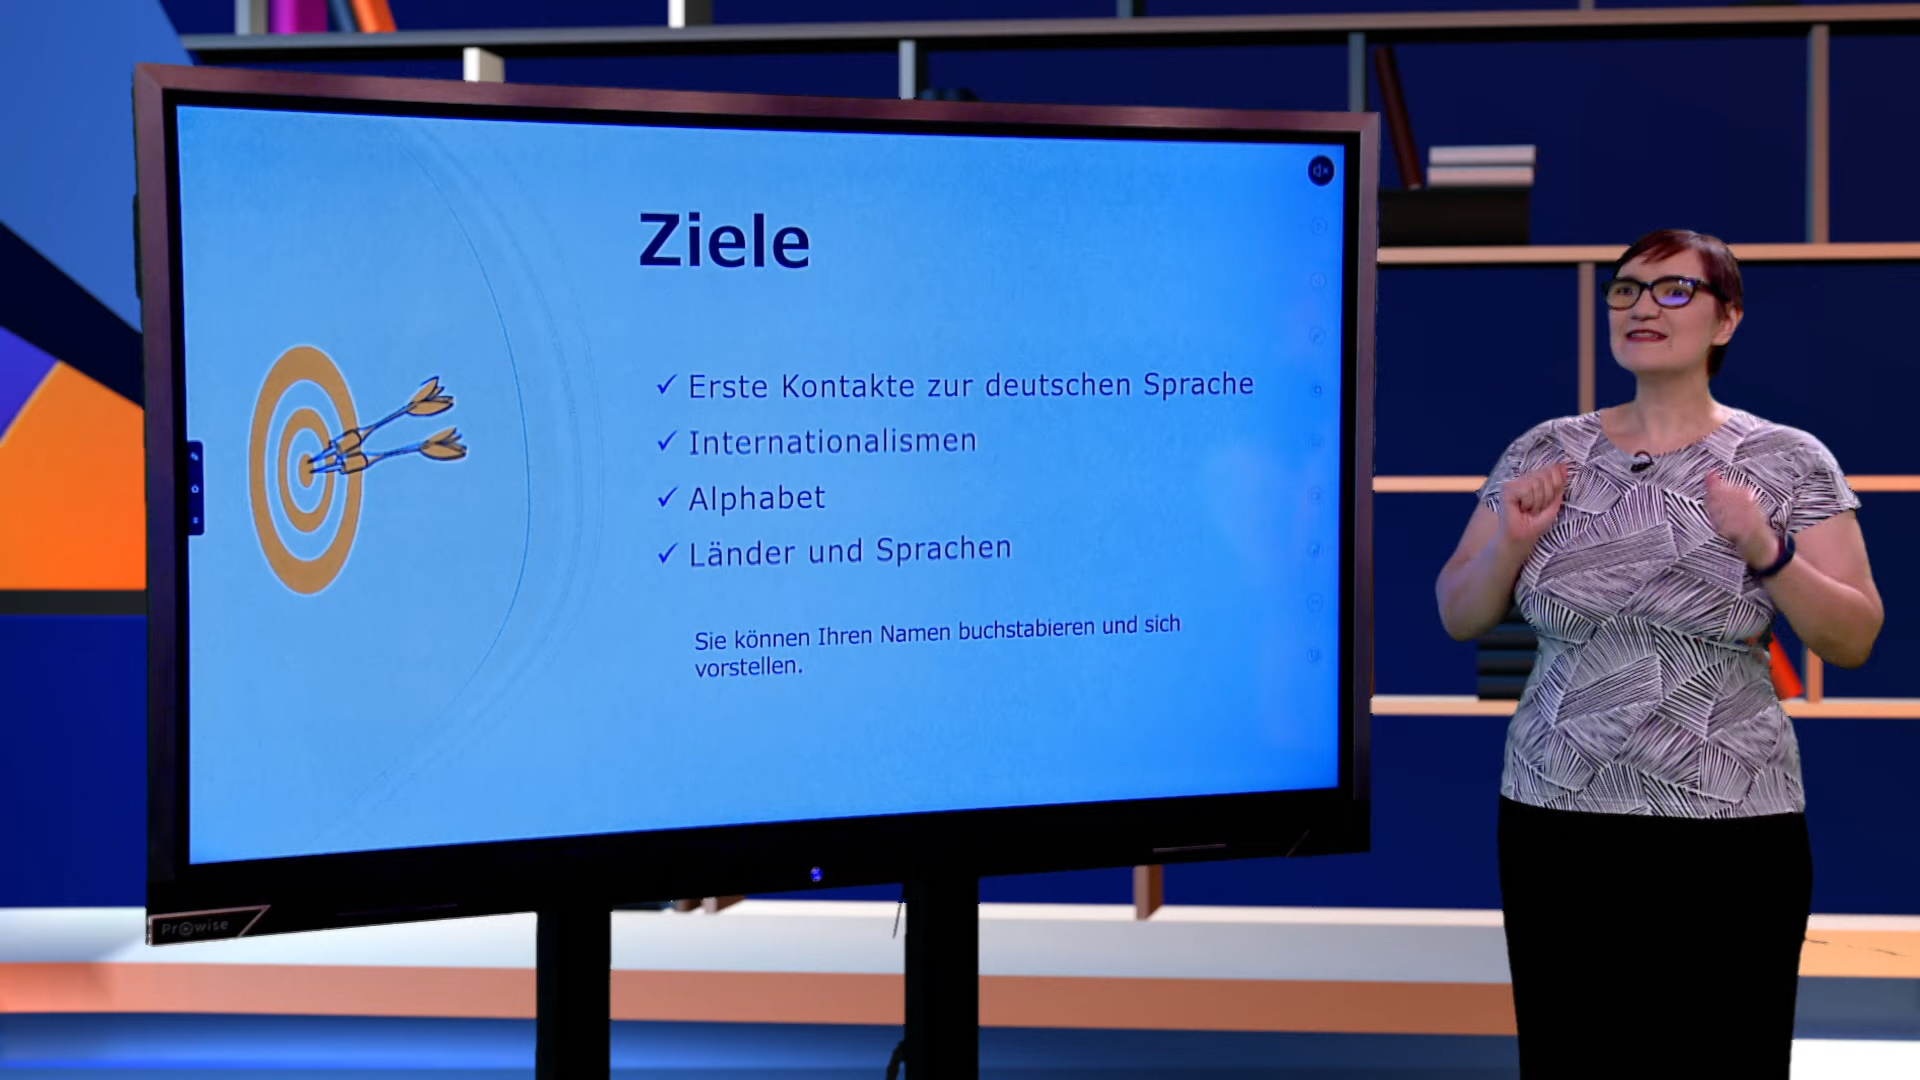 Ziele
✓ Erste Kontakte zur deutschen Sprache
✓ Internationalismen
✓ Alphabet
✓ Länder und Sprachen
Sie können Ihren Namen buchstabieren und sich
vorstellen.
Prowise